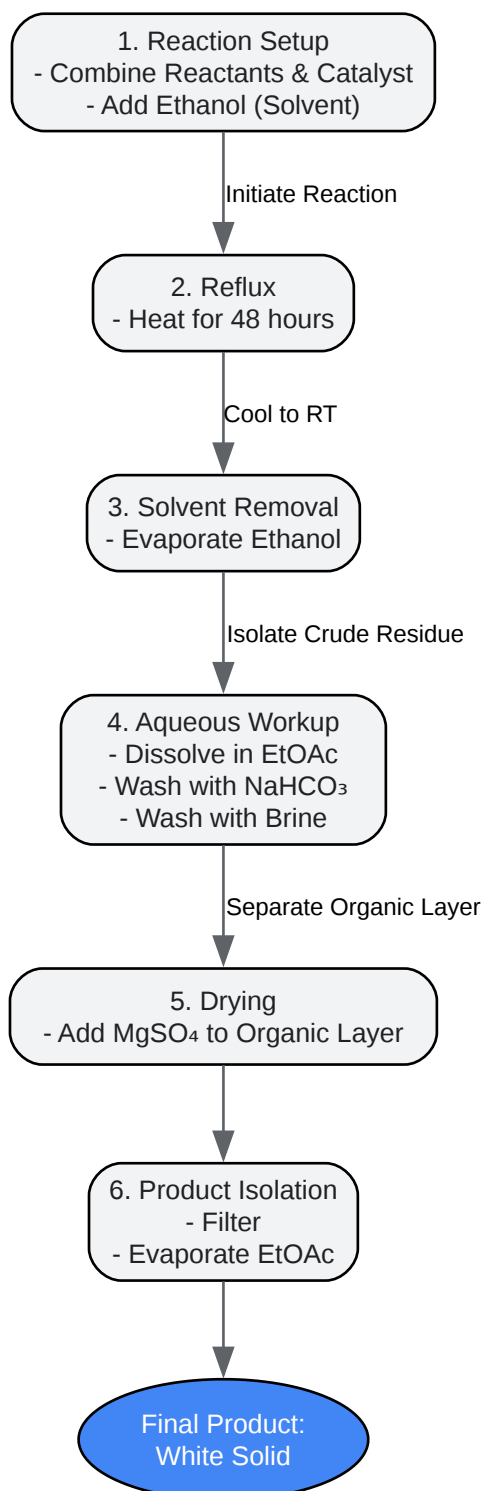 1. Reaction Setup
- Combine Reactants & Catalyst
- Add Ethanol (Solvent)
Initiate Reaction
2. Reflux
- Heat for 48 hours
Cool to RT
3. Solvent Removal
- Evaporate Ethanol
Isolate Crude Residue
4. Aqueous Workup
- Dissolve in EtOAc
- Wash with NaHCO₃
- Wash with Brine
Separate Organic Layer
5. Drying
- Add MgSO₄ to Organic Layer
6. Product Isolation
- Filter
- Evaporate EtOAc
Final Product:
White Solid